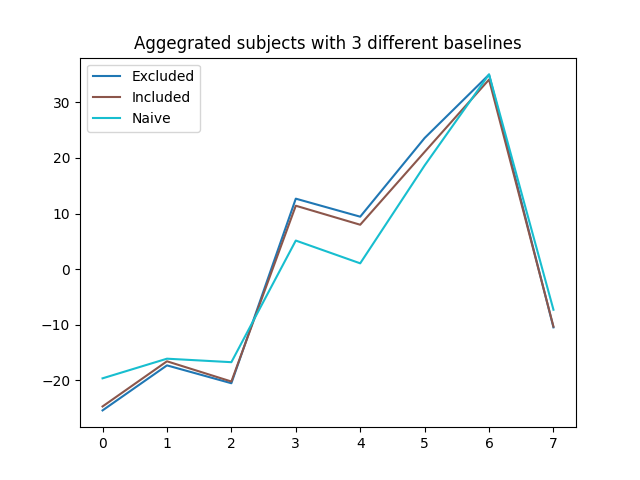 Aggegrated subjects with 3 different baselines
Excluded
Included
Naive
30
20
10
0
−10
−20
0 1 2 3 4 5 6 7